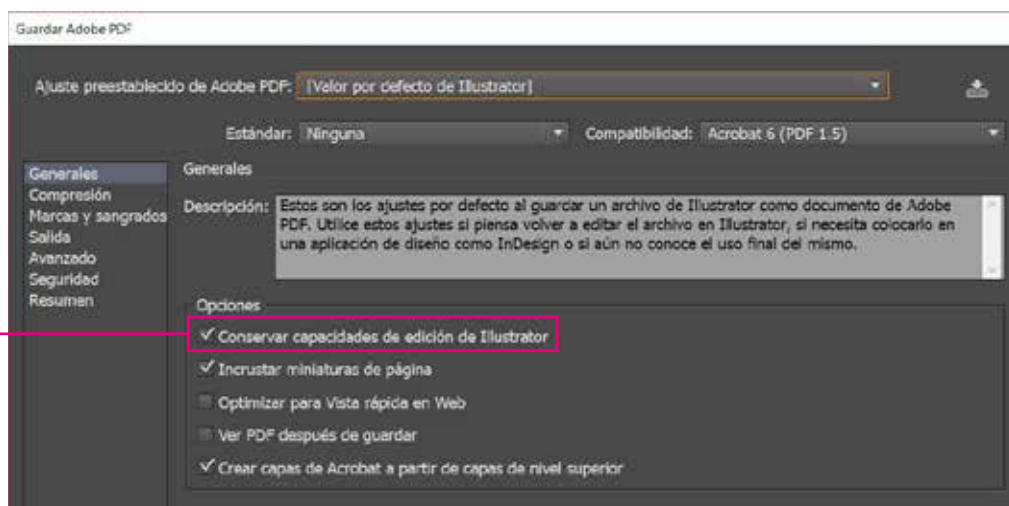 Guardar Adobe PDF
Ajuste preestablecido de Adobe PDF: [Valor por defecto de Illustrator]
Estándar: Ninguna Compatibilidad: Acrobat 6 (PDF 1.5)
Generales
Compresión
Marcas y sangrados
Salida
Avanzado
Seguridad
Resumen
Generales
Descripción: Estos son los ajustes por defecto al guardar un archivo de Illustrator como documento de Adobe
PDF. Utilice estos ajustes si piensa volver a editar el archivo en Illustrator, si necesita colocarlo en
una aplicación de diseño como InDesign o si aún no conoce el uso final del mismo.
Opciones
Conservar capacidades de edición de Illustrator
Incrustar miniaturas de página
Optimizar para Vista rápida en Web
Ver PDF después de guardar
Crear capas de Acrobat a partir de capas de nivel superior